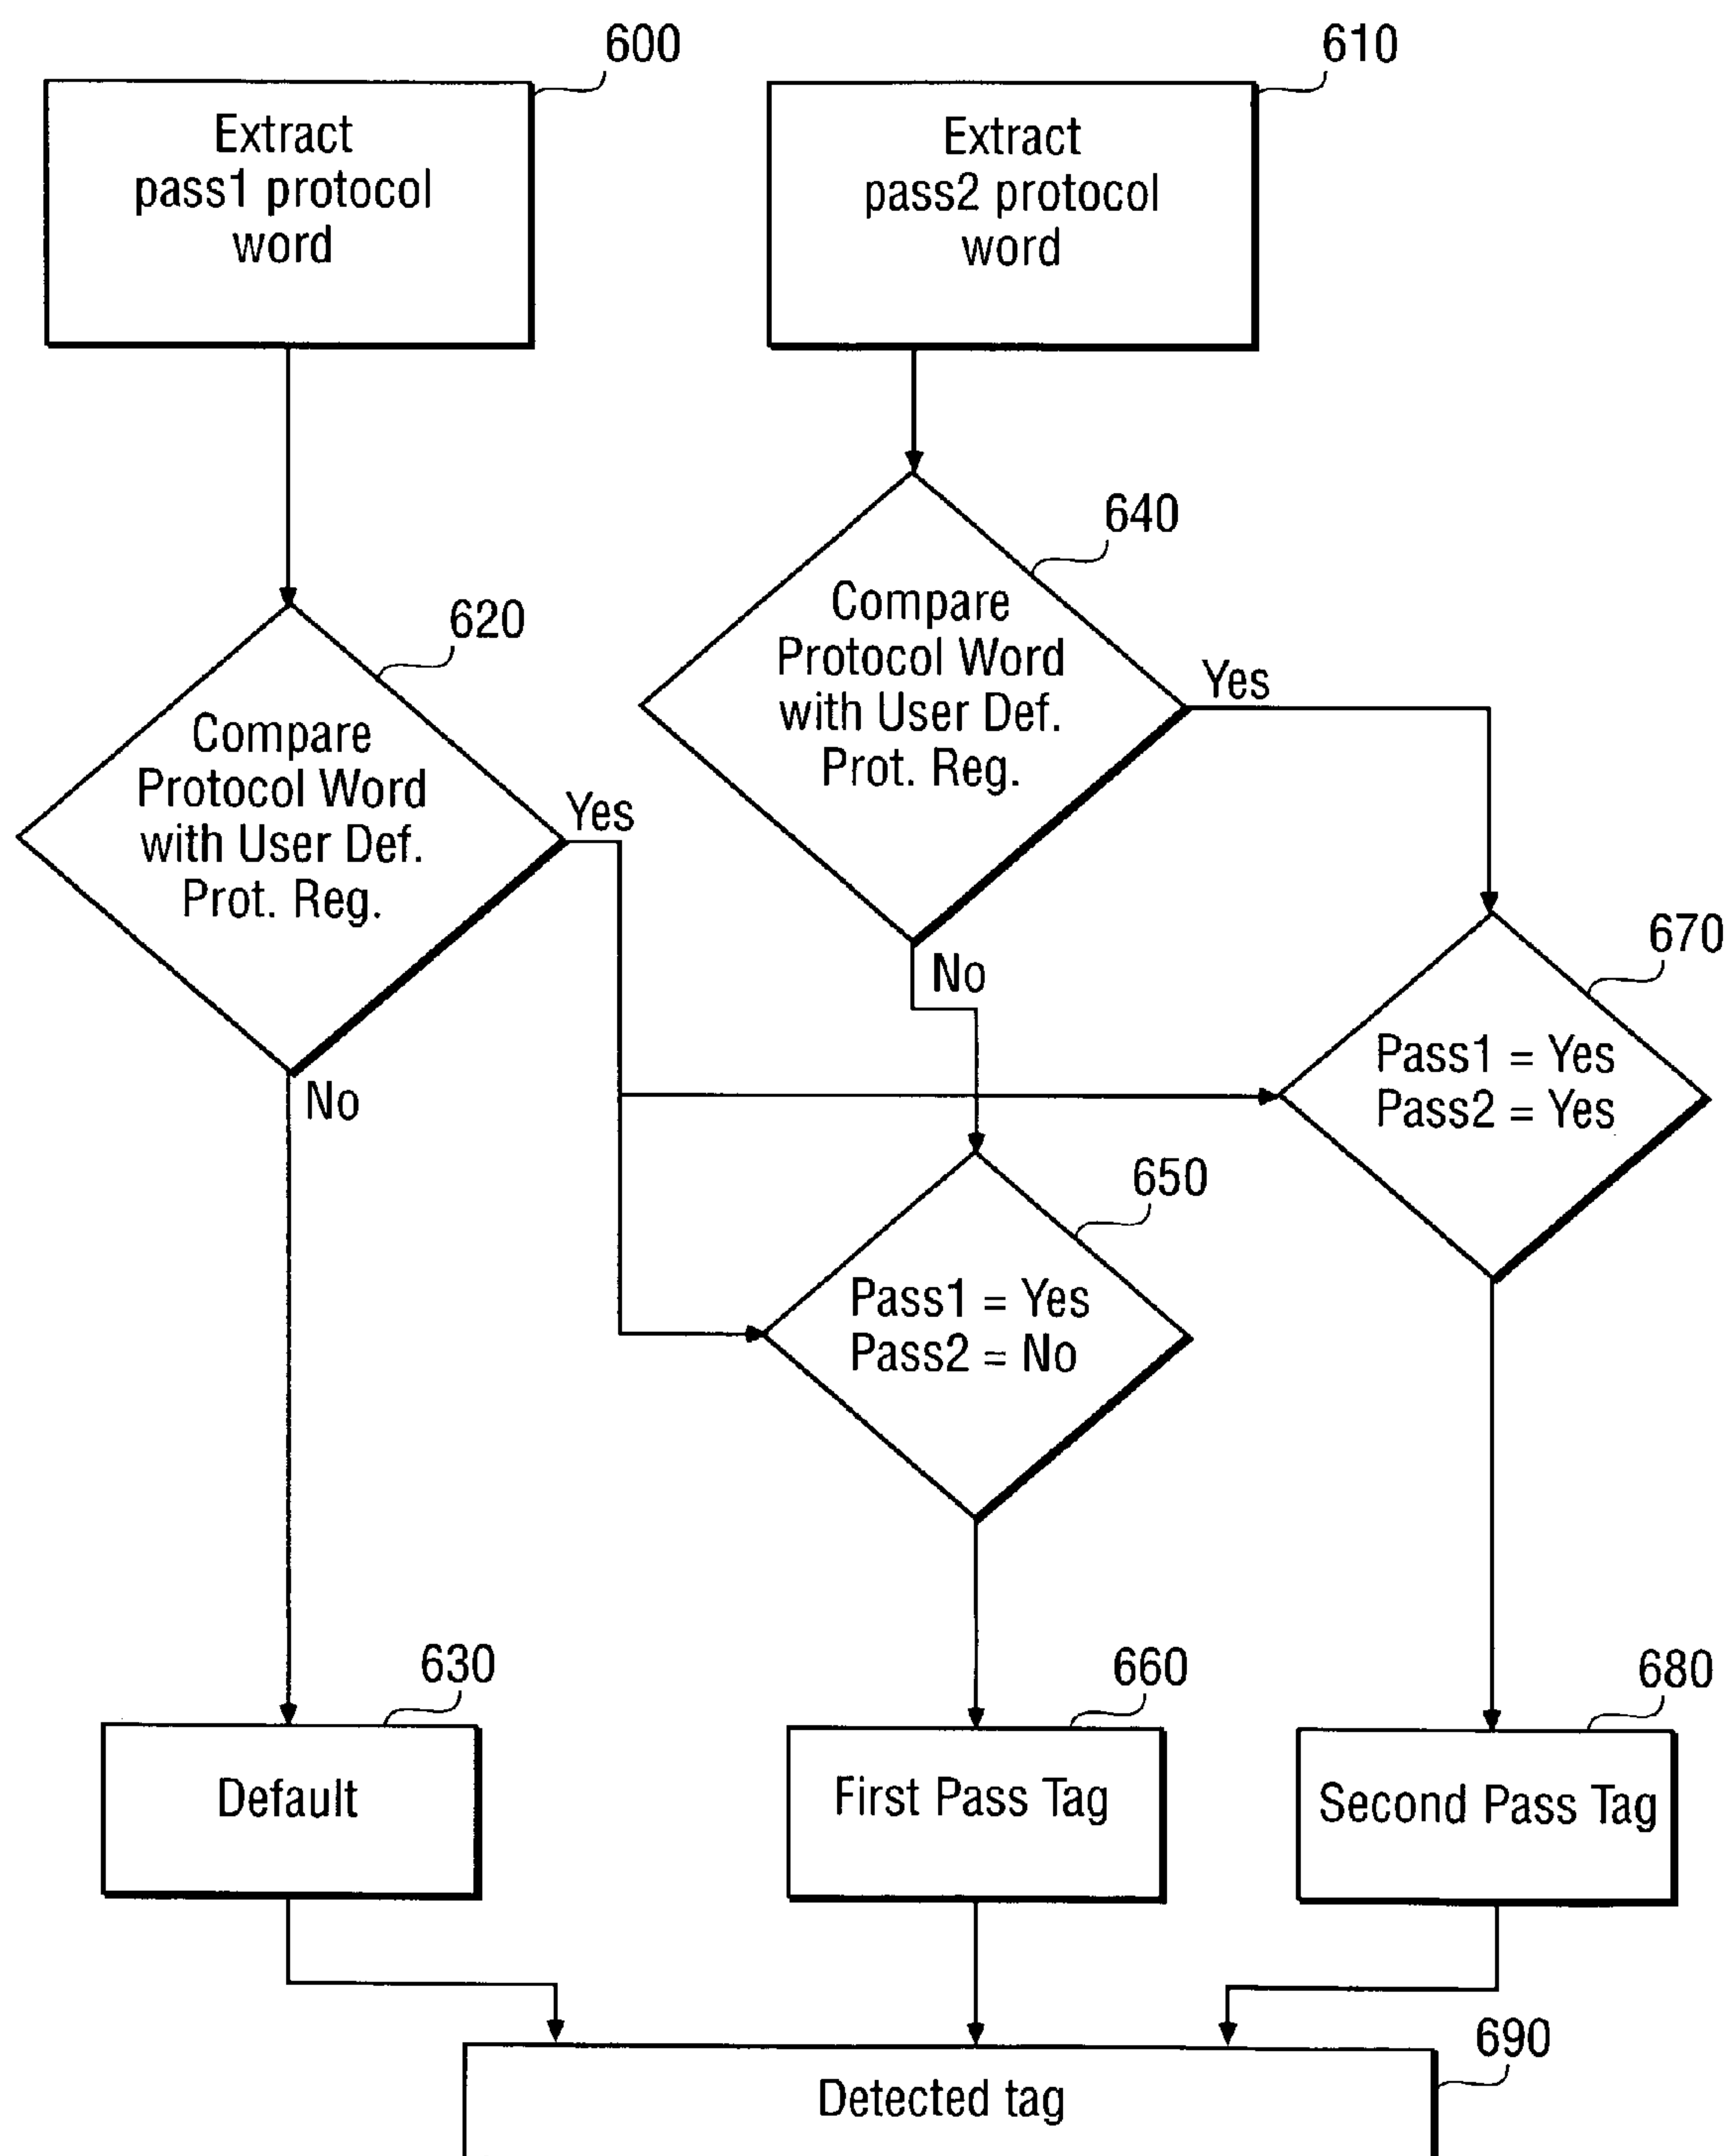 600
610
Extract
pass1 protocol
word
Extract
pass2 protocol
word
640
Compare
Protocol Word
with User Def.
Prot. Reg.
Yes
620
Compare
Protocol Word
with User Def.
Prot. Reg.
Yes
No
No
670
Pass1 = Yes
Pass2 = Yes
650
Pass1 = Yes
Pass2 = No
630
Default
660
First Pass Tag
680
Second Pass Tag
690
Detected tag